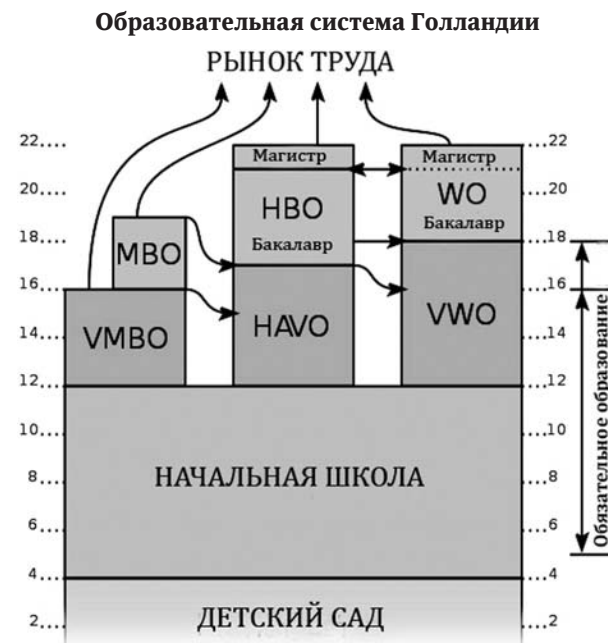 Образовательная система Голландии
РЫНОК ТРУДА
22....
20....
18....
16....
14....
12....
10....
8....
6....
4....
2....
Магистр
HBO
Бакалавр
MBO
VMBO
HAVO
Магистр
WO
Бакалавр
VWO
НАЧАЛЬНАЯ ШКОЛА
ДЕТСКИЙ САД
....22
....20
....18
....16
....14
....12
....10
....8
....6
....4
....2
Обязательное образование